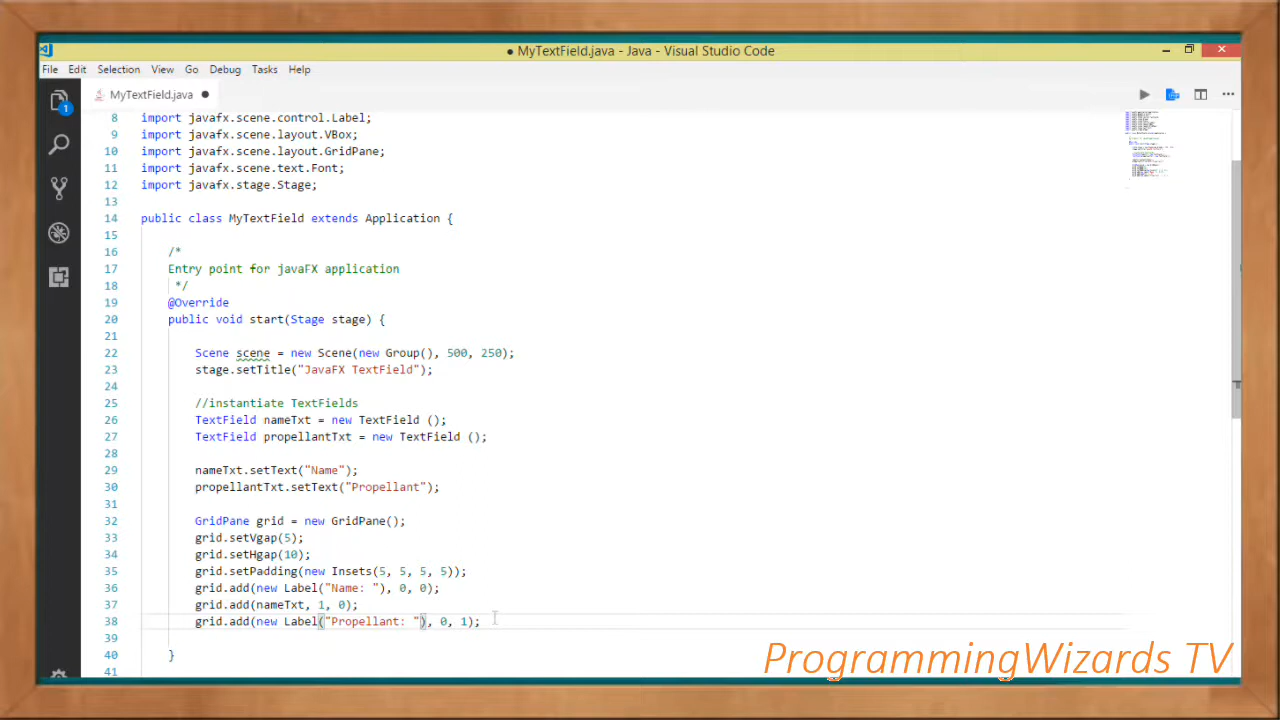 ● MyTextField.java - Java - Visual Studio Code
File Edit Selection View Go Debug Tasks Help
MyTextField.java ●
1
8 import javafx.scene.control.Label;
9 import javafx.scene.layout.VBox;
10 import javafx.scene.layout.GridPane;
11 import javafx.scene.text.Font;
12 import javafx.stage.Stage;
13
14 public class MyTextField extends Application {
15
16 /*
17 Entry point for javaFX application
18 */
19 @Override
20 public void start(Stage stage) {
21
22 Scene scene = new Scene(new Group(), 500, 250);
23 stage.setTitle("JavaFX TextField");
24
25 //instantiate TextFields
26 TextField nameTxt = new TextField ();
27 TextField propellantTxt = new TextField ();
28
29 nameTxt.setText("Name");
30 propellantTxt.setText("Propellant");
31
32 GridPane grid = new GridPane();
33 grid.setVgap(5);
34 grid.setHgap(10);
35 grid.setPadding(new Insets(5, 5, 5, 5));
36 grid.add(new Label("Name: "), 0, 0);
37 grid.add(nameTxt, 1, 0);
38 grid.add(new Label("Propellant: "), 0, 1);
39
40 }
41
ProgrammingWizards TV